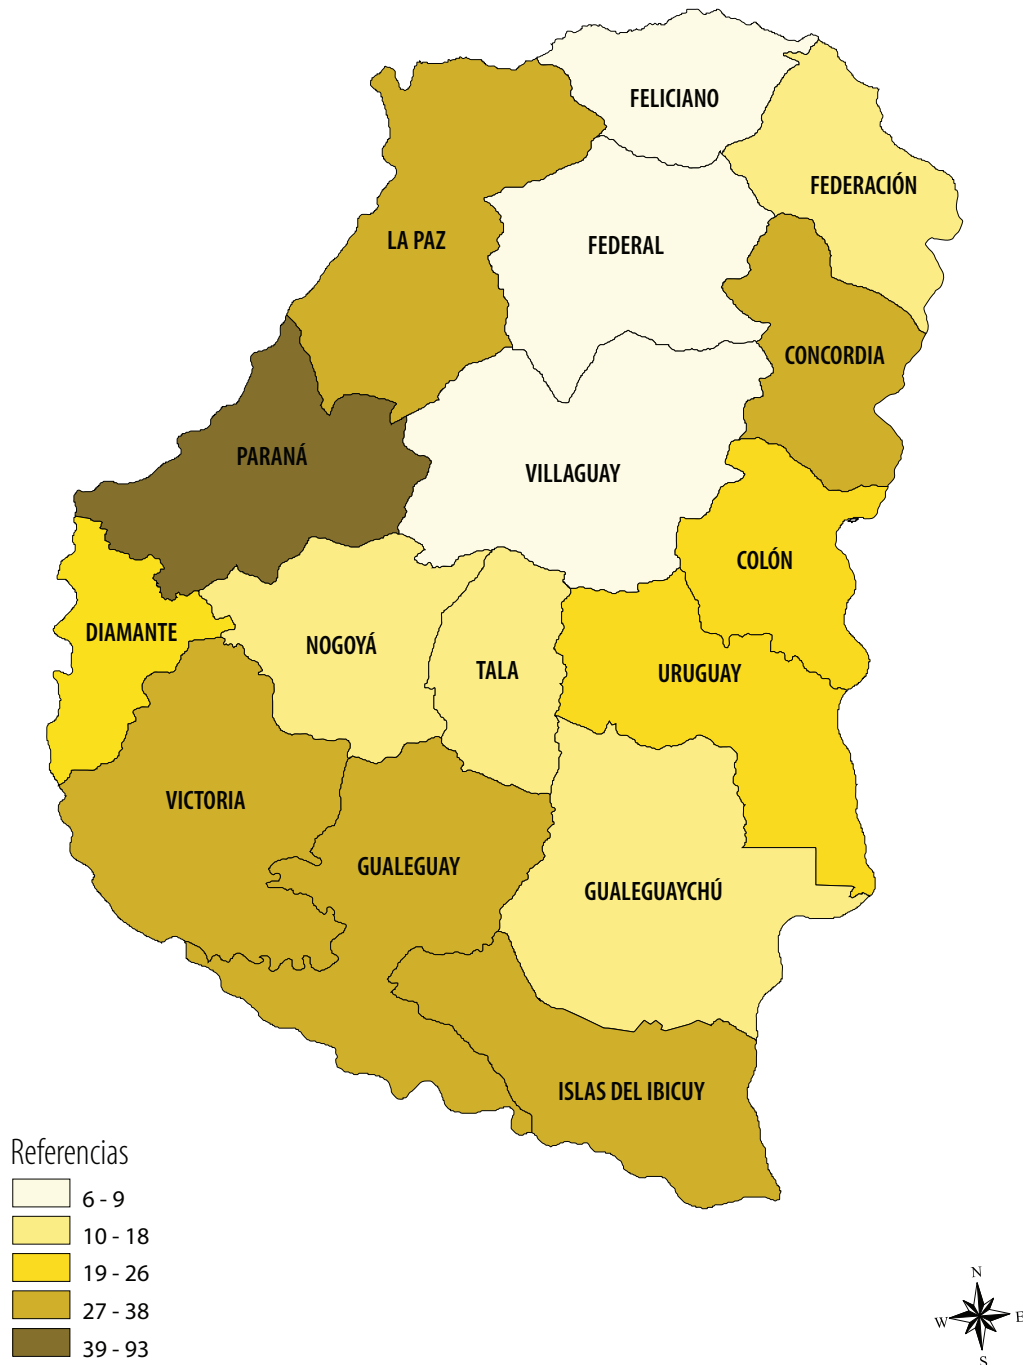 FELICIANO
FEDERACIÓN
LA PAZ
FEDERAL
CONCORDIA
PARANÁ
VILLAGUAY
COLÓN
DIAMANTE
NOGOYÁ
TALA
URUGUAY
VICTORIA
GUALEGUAY
GUALEGUAYCHÚ
ISLAS DEL IBICUY
Referencias
6 - 9
10 - 18
19 - 26
27 - 38
39 - 93
N
W E
S